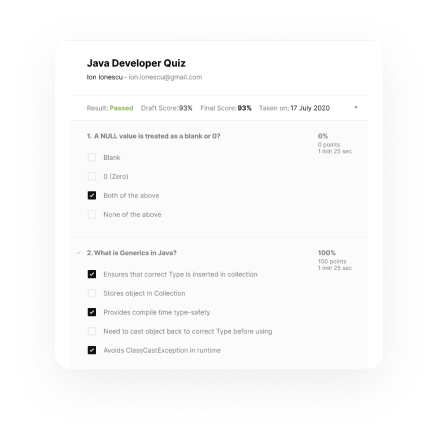 Java Developer Quiz
Ion Ionescu – ion.ionescu@gmail.com
Result: Passed Draft Score: 93% Final Score: 93% Taken on: 17 July 2020
1. A NULL value is treated as a blank or 0? 0%
0 points
Blank 1 min 25 sec
0 (Zero)
Both of the above
None of the above
2. What is Generics in Java? 100%
100 points
Ensures that correct Type is inserted in collection 1 min 25 sec
Stores object in Collection
Provides compile time type-safety
Need to cast object back to correct Type before using
Avoids ClassCastException in runtime